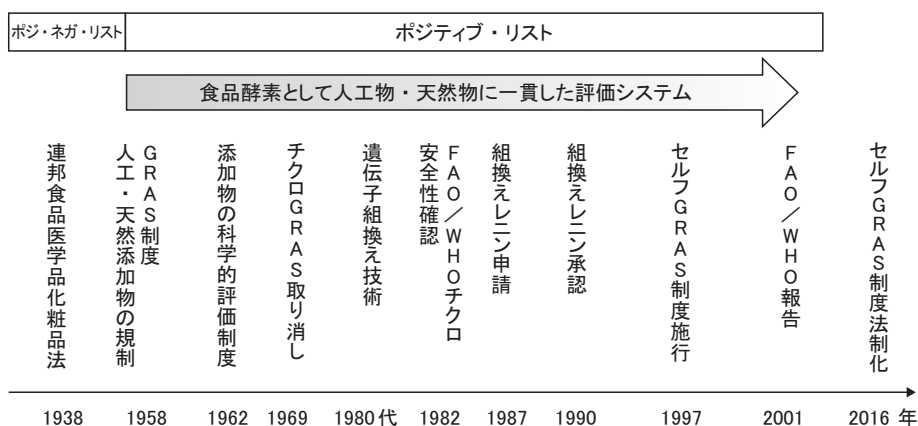 ポジ・ネガ・リスト
ポジティブ・リスト
食品酵素として人工物・天然物に一貫した評価システム
連邦食品医学品化粧品法
GRAS制度
人工・天然添加物の規制
添加物の科学的評価制度
チクロGRAS取り消し
遺伝子組換え技術
FAO/WHOチクロ
安全性確認
組換えレニン申請
組換えレニン承認
セルフGRAS制度施行
FAO/WHO報告
セルフGRAS制度法制化
1938 1958 1962 1969 1980代 1982 1987 1990 1997 2001 2016 年